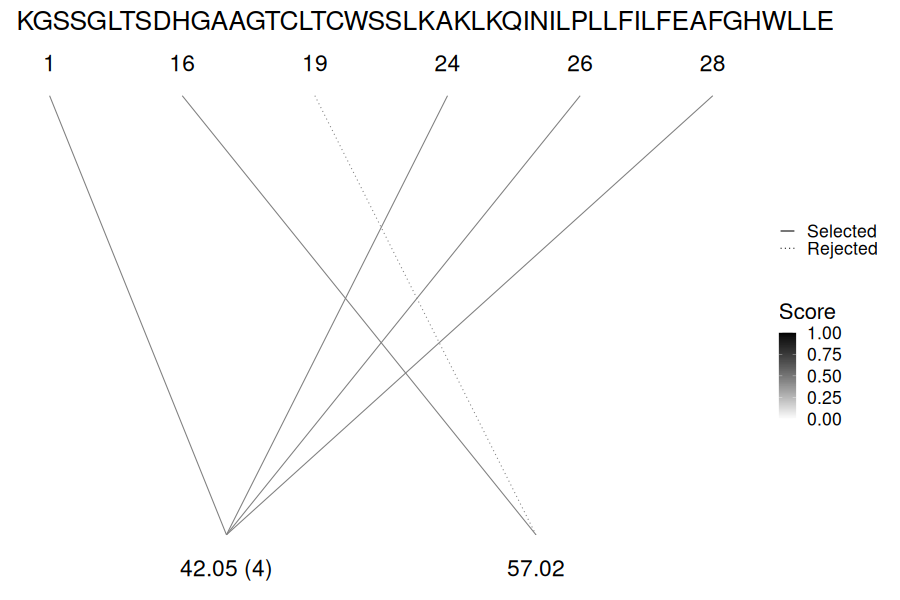 KGSSGLTSDHGAAGTCLTCWSSLKAKLKQINILPLLFILFEAFGHWLLE
1 16 19 24 26 28
Selected
Rejected
Score
1.00
0.75
0.50
0.25
0.00
42.05 (4) 57.02